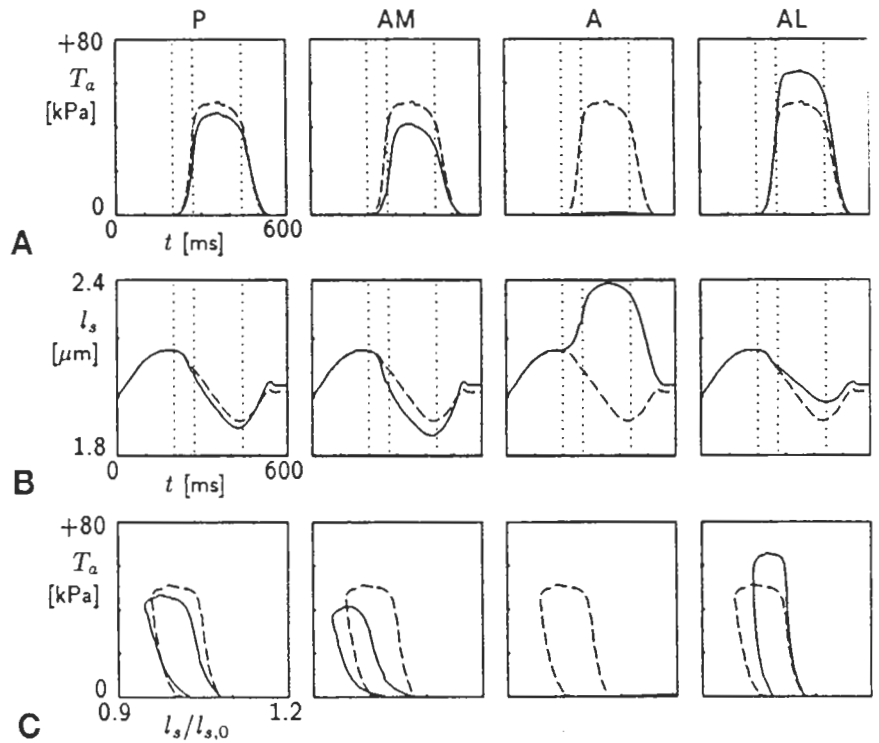 P AM A AL
+80
T_a
[kPa]
0
0 600
t [ms]
A
2.4
l_s
[μm]
1.8
0 600
t [ms]
B
+80
T_a
[kPa]
0
0.9 1.2
l_s/l_s,0
C